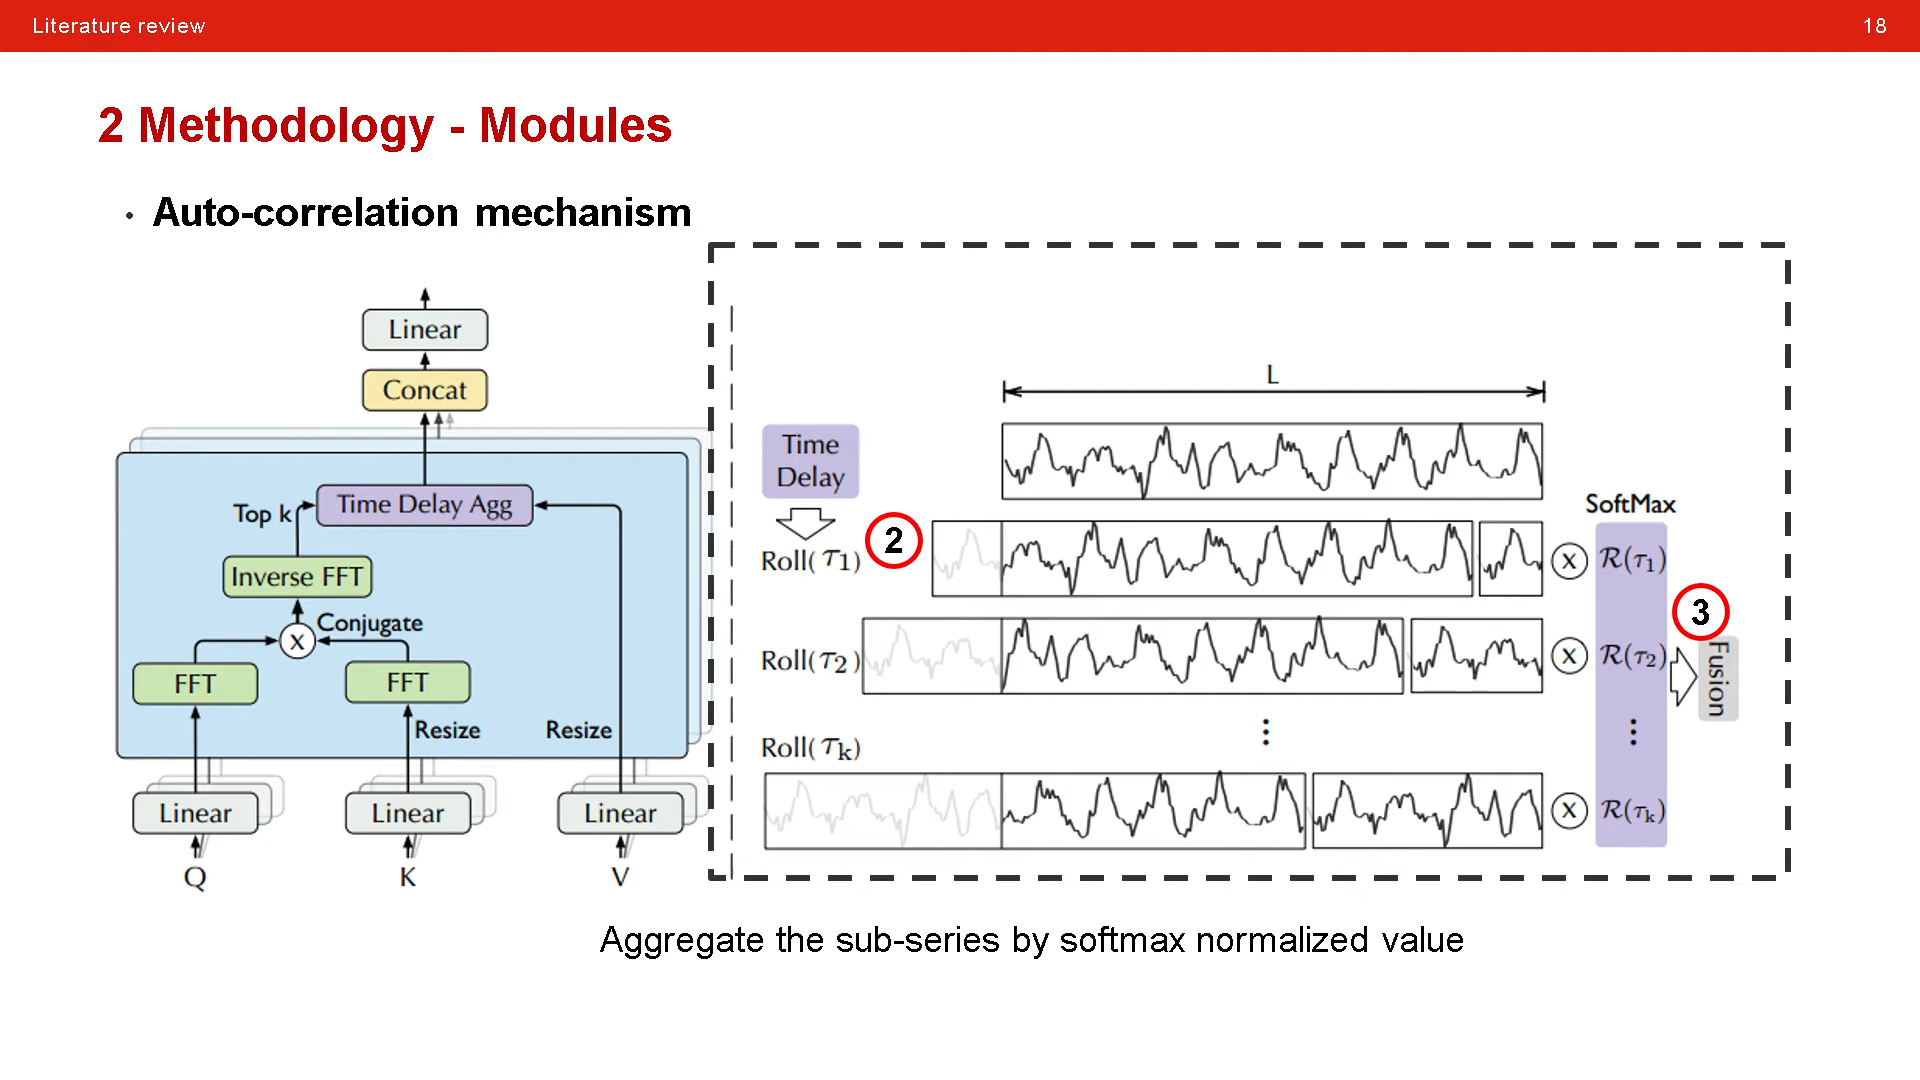 Literature review
18
2 Methodology - Modules
• Auto-correlation mechanism
Linear
Concat
Top k
Time Delay Agg
Inverse FFT
Conjugate
X
FFT
FFT
Resize
Resize
Linear
Linear
Linear
Q
K
V
L
Time
Delay
SoftMax
Roll(τ1)
2
X
R(τ1)
3
Roll(τ2)
X
R(τ2)
Fusion
⋮
⋮
Roll(τk)
X
R(τk)
Aggregate the sub-series by softmax normalized value